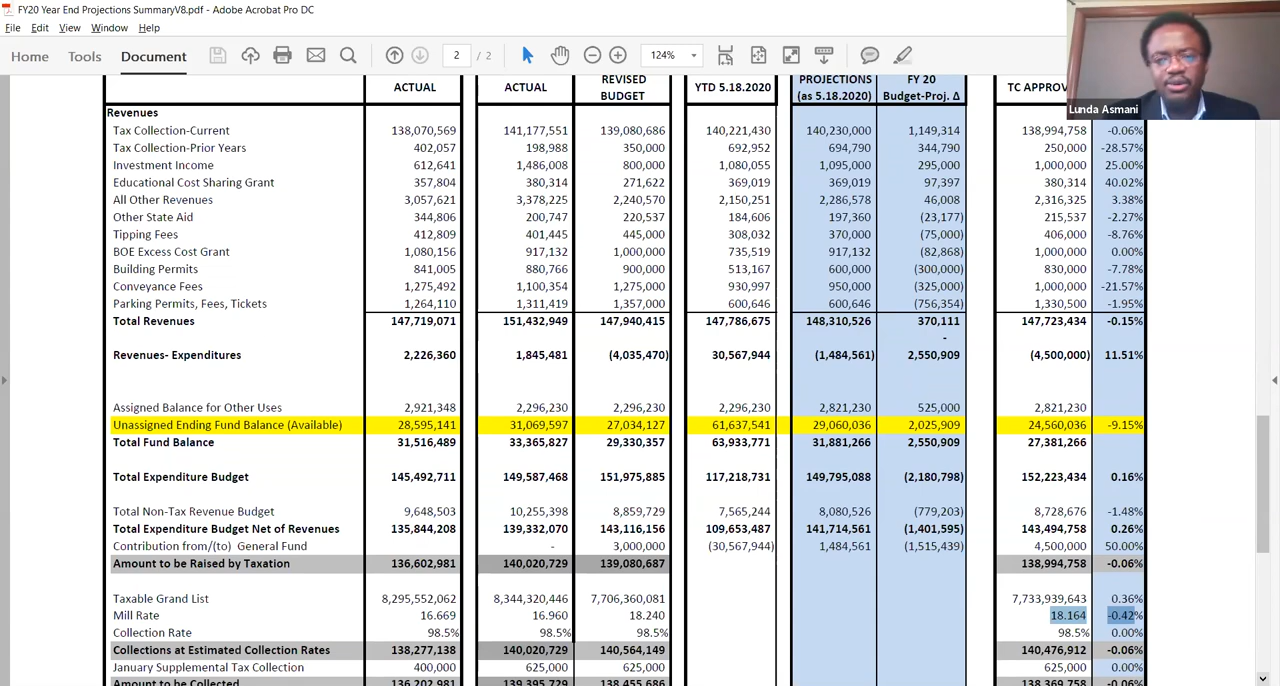 FY20 Year End Projections SummaryV8.pdf - Adobe Acrobat Pro DC
File Edit View Window Help
Home Tools Document 2 / 2 124%
Lunda Asmani
ACTUAL ACTUAL REVISED BUDGET YTD 5.18.2020 PROJECTIONS (as 5.18.2020) FY 20 Budget-Proj. Δ TC APPROV
Revenues
Tax Collection-Current 138,070,569 141,177,551 139,080,686 140,221,430 140,230,000 1,149,314 138,994,758 -0.06%
Tax Collection-Prior Years 402,057 198,988 350,000 692,952 694,790 344,790 250,000 -28.57%
Investment Income 612,641 1,486,008 800,000 1,080,055 1,095,000 295,000 1,000,000 25.00%
Educational Cost Sharing Grant 357,804 380,314 271,622 369,019 369,019 97,397 380,314 40.02%
All Other Revenues 3,057,621 3,378,225 2,240,570 2,150,251 2,286,578 46,008 2,316,325 3.38%
Other State Aid 344,806 200,747 220,537 184,606 197,360 (23,177) 215,537 -2.27%
Tipping Fees 412,809 401,445 445,000 308,032 370,000 (75,000) 406,000 -8.76%
BOE Excess Cost Grant 1,080,156 917,132 1,000,000 735,519 917,132 (82,868) 1,000,000 0.00%
Building Permits 841,005 880,766 900,000 513,167 600,000 (300,000) 830,000 -7.78%
Conveyance Fees 1,275,492 1,100,354 1,275,000 930,997 950,000 (325,000) 1,000,000 -21.57%
Parking Permits, Fees, Tickets 1,264,110 1,311,419 1,357,000 600,646 600,646 (756,354) 1,330,500 -1.95%
Total Revenues 147,719,071 151,432,949 147,940,415 147,786,675 148,310,526 370,111 147,723,434 -0.15%
-
Revenues- Expenditures 2,226,360 1,845,481 (4,035,470) 30,567,944 (1,484,561) 2,550,909 (4,500,000) 11.51%
Assigned Balance for Other Uses 2,921,348 2,296,230 2,296,230 2,296,230 2,821,230 525,000 2,821,230
Unassigned Ending Fund Balance (Available) 28,595,141 31,069,597 27,034,127 61,637,541 29,060,036 2,025,909 24,560,036 -9.15%
Total Fund Balance 31,516,489 33,365,827 29,330,357 63,933,771 31,881,266 2,550,909 27,381,266
Total Expenditure Budget 145,492,711 149,587,468 151,975,885 117,218,731 149,795,088 (2,180,798) 152,223,434 0.16%
Total Non-Tax Revenue Budget 9,648,503 10,255,398 8,859,729 7,565,244 8,080,526 (779,203) 8,728,676 -1.48%
Total Expenditure Budget Net of Revenues 135,844,208 139,332,070 143,116,156 109,653,487 141,714,561 (1,401,595) 143,494,758 0.26%
Contribution from/(to) General Fund - 3,000,000 (30,567,944) 1,484,561 (1,515,439) 4,500,000 50.00%
Amount to be Raised by Taxation 136,602,981 140,020,729 139,080,687 138,994,758 -0.06%
Taxable Grand List 8,295,552,062 8,344,320,446 7,706,360,081 7,733,939,643 0.36%
Mill Rate 16.669 16.960 18.240 18.164 -0.42%
Collection Rate 98.5% 98.5% 98.5% 98.5% 0.00%
Collections at Estimated Collection Rates 138,277,138 140,020,729 140,564,149 140,476,912 -0.06%
January Supplemental Tax Collection 400,000 625,000 625,000 625,000 0.00%
Amount to be Collected 136,202,981 139,395,729 138,455,686 138,369,758 -0.06%